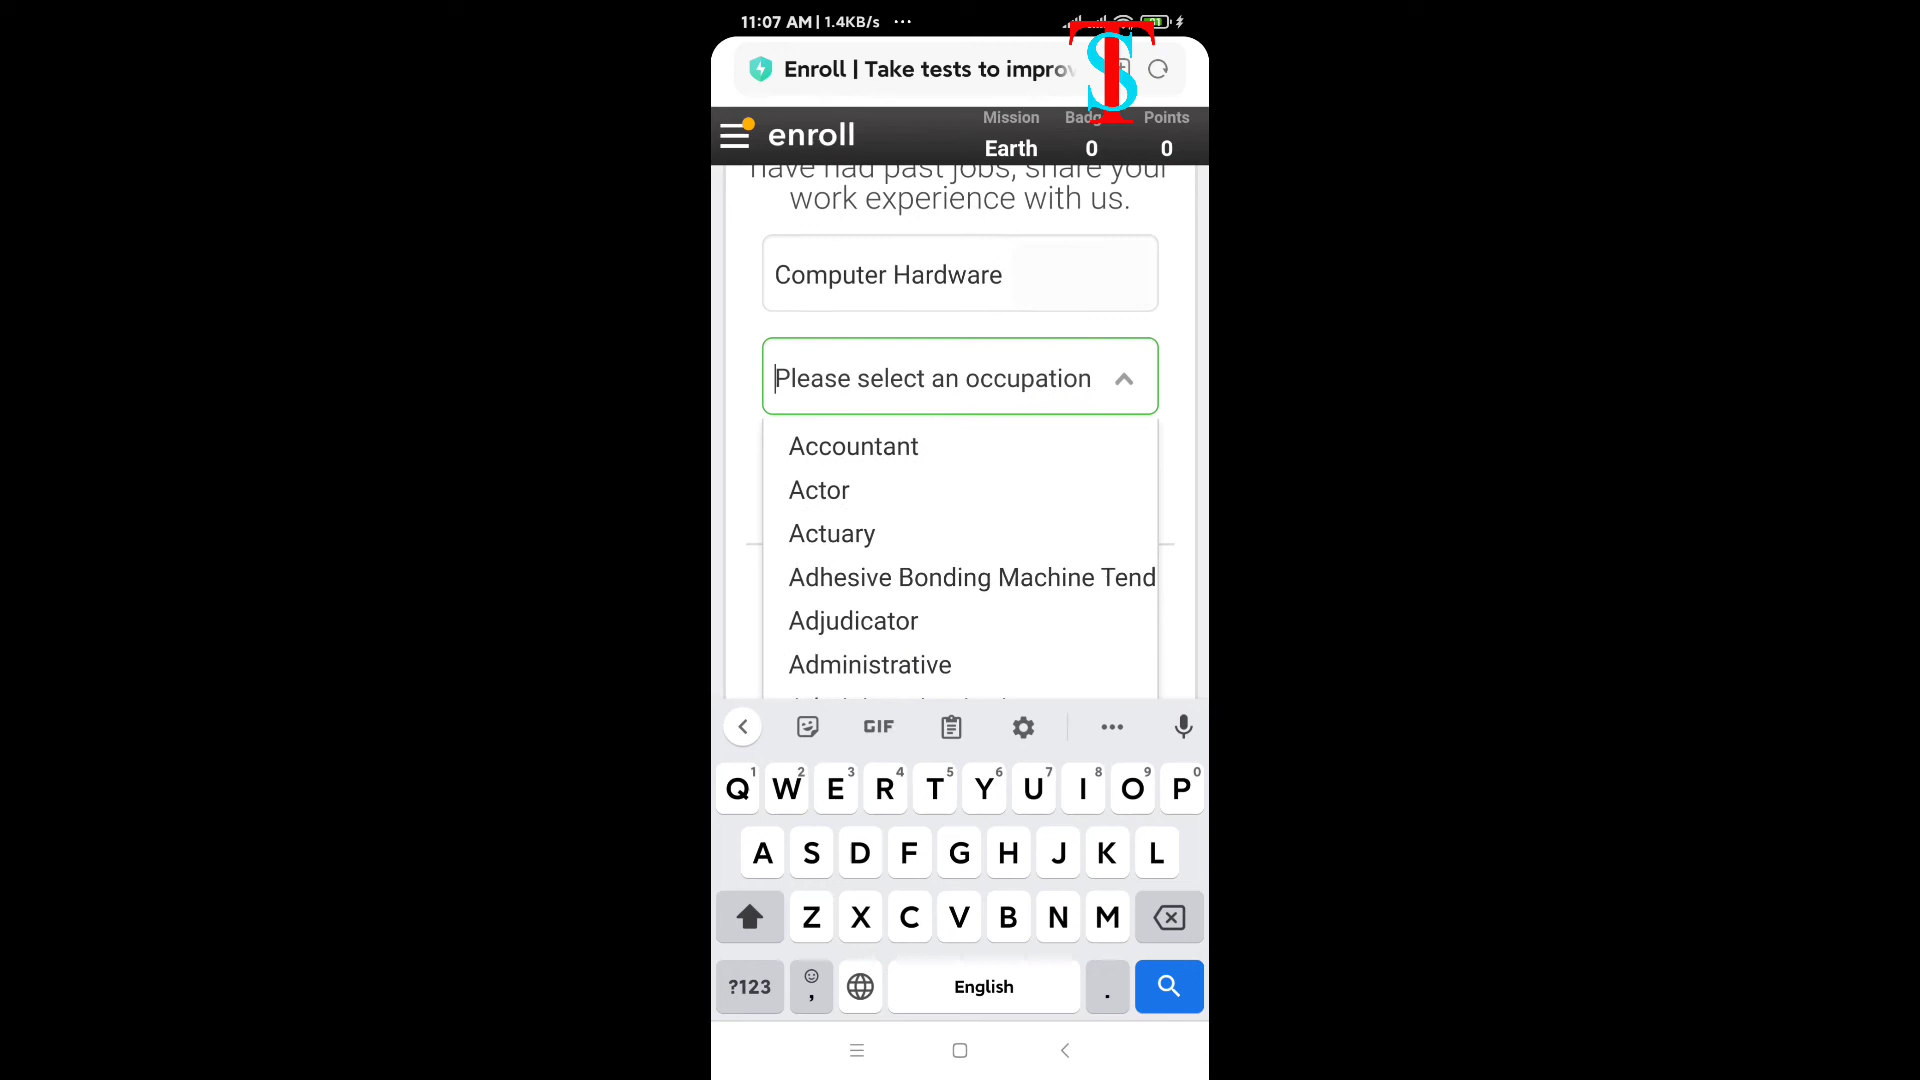 11:07 AM | 1.4KB/s ...
Enroll | Take tests to improv
enroll
Mission
Earth
Badg
0
Points
0
TS
have had past jobs, share your
work experience with us.
Computer Hardware
Please select an occupation
Accountant
Actor
Actuary
Adhesive Bonding Machine Tend
Adjudicator
Administrative
GIF
Q1 W2 E3 R4 T5 Y6 U7 I8 O9 P0
A S D F G H J K L
Z X C V B N M
?123 , English .